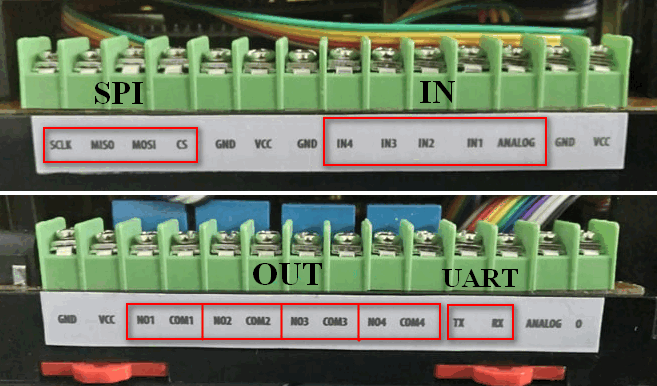 SPI IN
SCLK MISO MOSI CS GND VCC GND IN4 IN3 IN2 IN1 ANALOG GND VCC
OUT UART
GND VCC NO1 COM1 NO2 COM2 NO3 COM3 NO4 COM4 TX RX ANALOG O